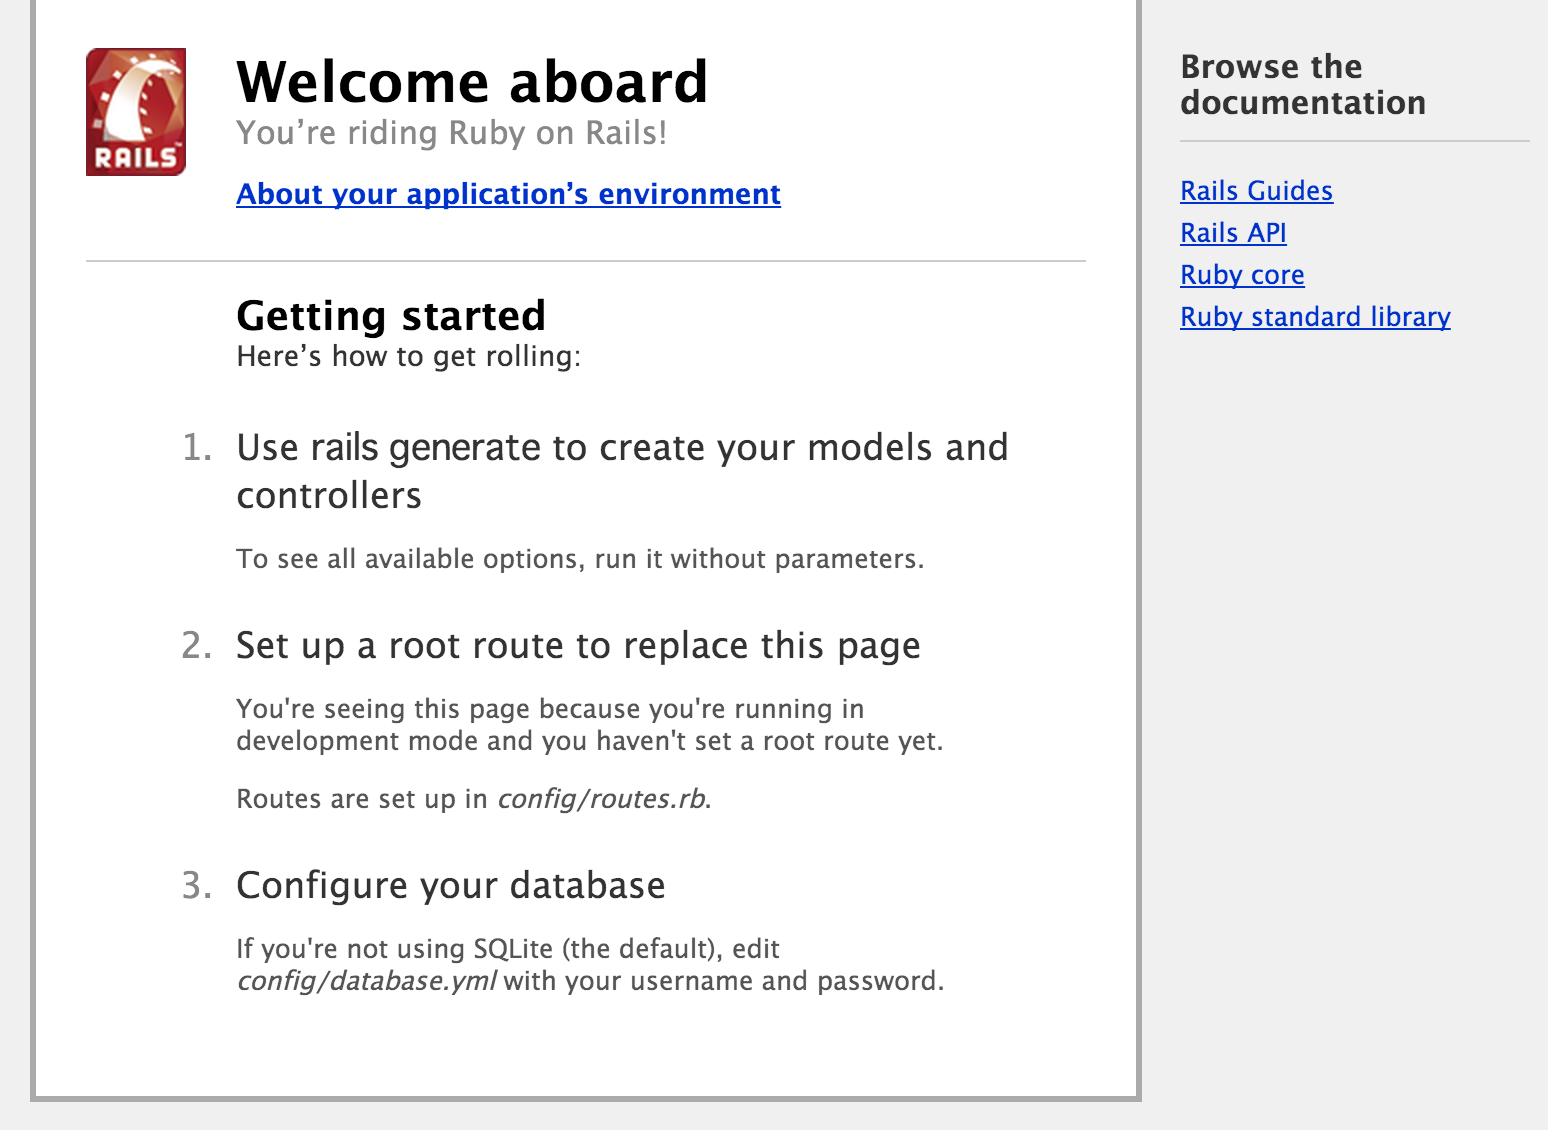 RAILS™
Welcome aboard
You’re riding Ruby on Rails!
About your application’s environment
Getting started
Here’s how to get rolling:
1. Use rails generate to create your models and
controllers
To see all available options, run it without parameters.
2. Set up a root route to replace this page
You're seeing this page because you're running in
development mode and you haven't set a root route yet.
Routes are set up in config/routes.rb.
3. Configure your database
If you're not using SQLite (the default), edit
config/database.yml with your username and password.
Browse the
documentation
Rails Guides
Rails API
Ruby core
Ruby standard library